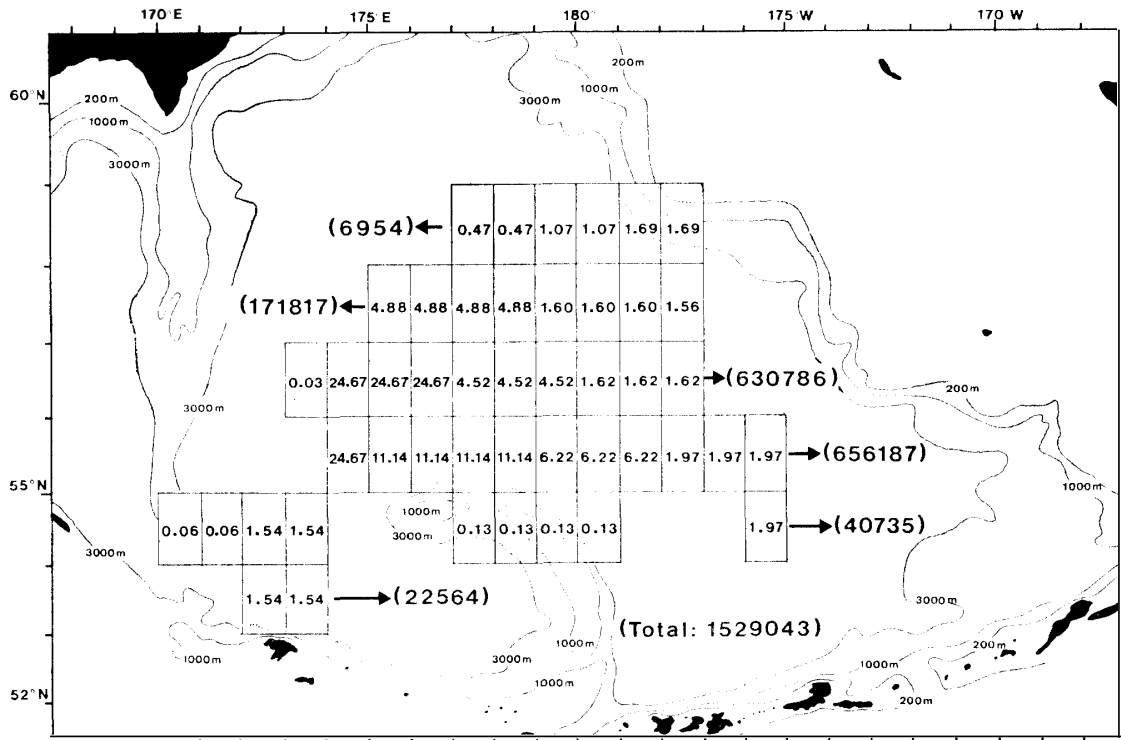 170°E 175°E 180° 175°W 170°W
200m
3000m
1000m
60°N
200m
1000m
3000m
(6954) 0.47 0.47 1.07 1.07 1.69 1.69
(171817) 4.88 4.88 4.88 4.88 1.60 1.60 1.60 1.56
0.03 24.67 24.67 24.67 4.52 4.52 4.52 1.62 1.62 1.62 (630786)
200m
3000m
24.67 11.14 11.14 11.14 11.14 6.22 6.22 6.22 1.97 1.97 1.97 (656187)
55°N
1000m
1000m
0.06 0.06 1.54 1.54 3000m 0.13 0.13 0.13 0.13 1.97 (40735)
3000m
1.54 1.54 (22564)
3000m
(Total: 1529043)
1000m 3000m 1000m 1000m 200m
1000m
52°N
200m